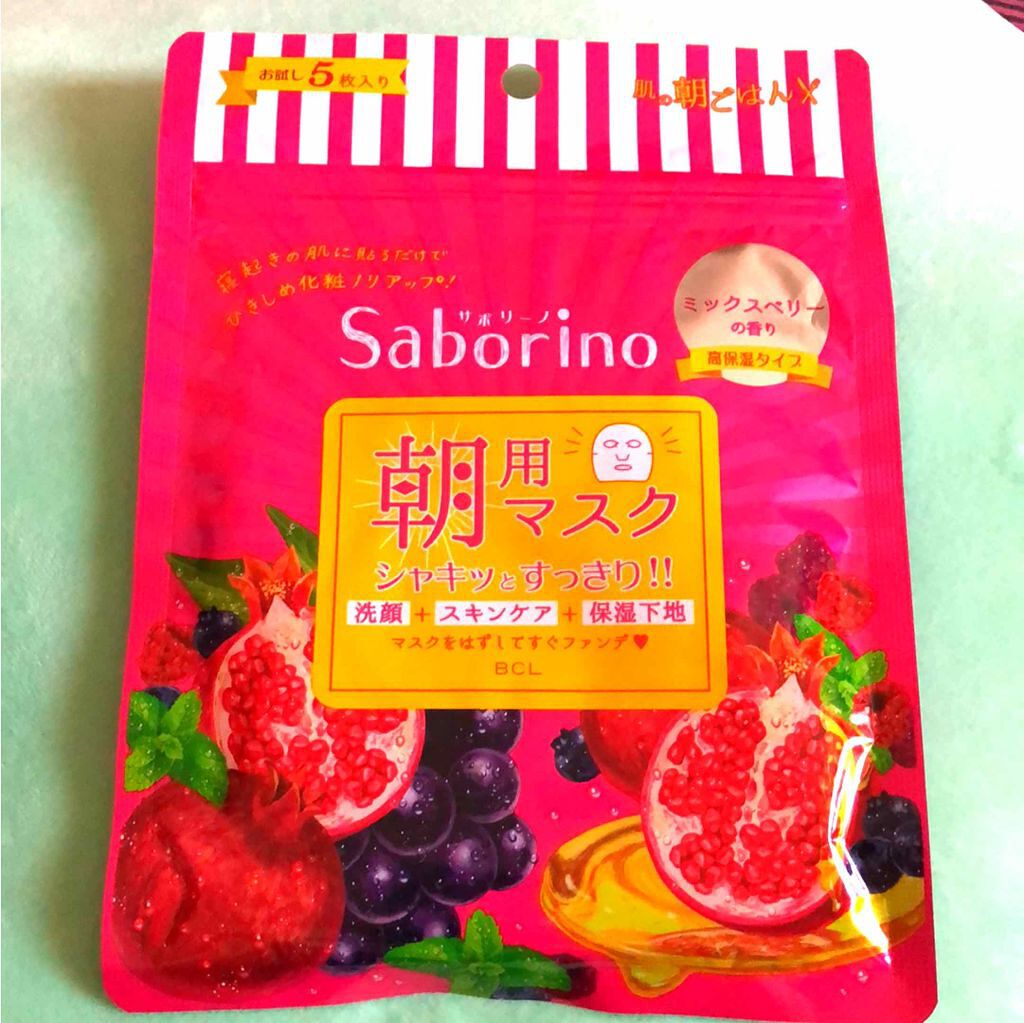 お試し5枚入り
肌の朝ごはん
寝起きの肌に貼るだけで
ひきしめ化粧ノリアップ!
サボリーノ
Saborino
ミックスベリー
の香り
高保湿タイプ
朝用マスク
シャキッとすっきり!!
洗顔+スキンケア+保湿下地
マスクをはずしてすぐファンデ♥
BCL